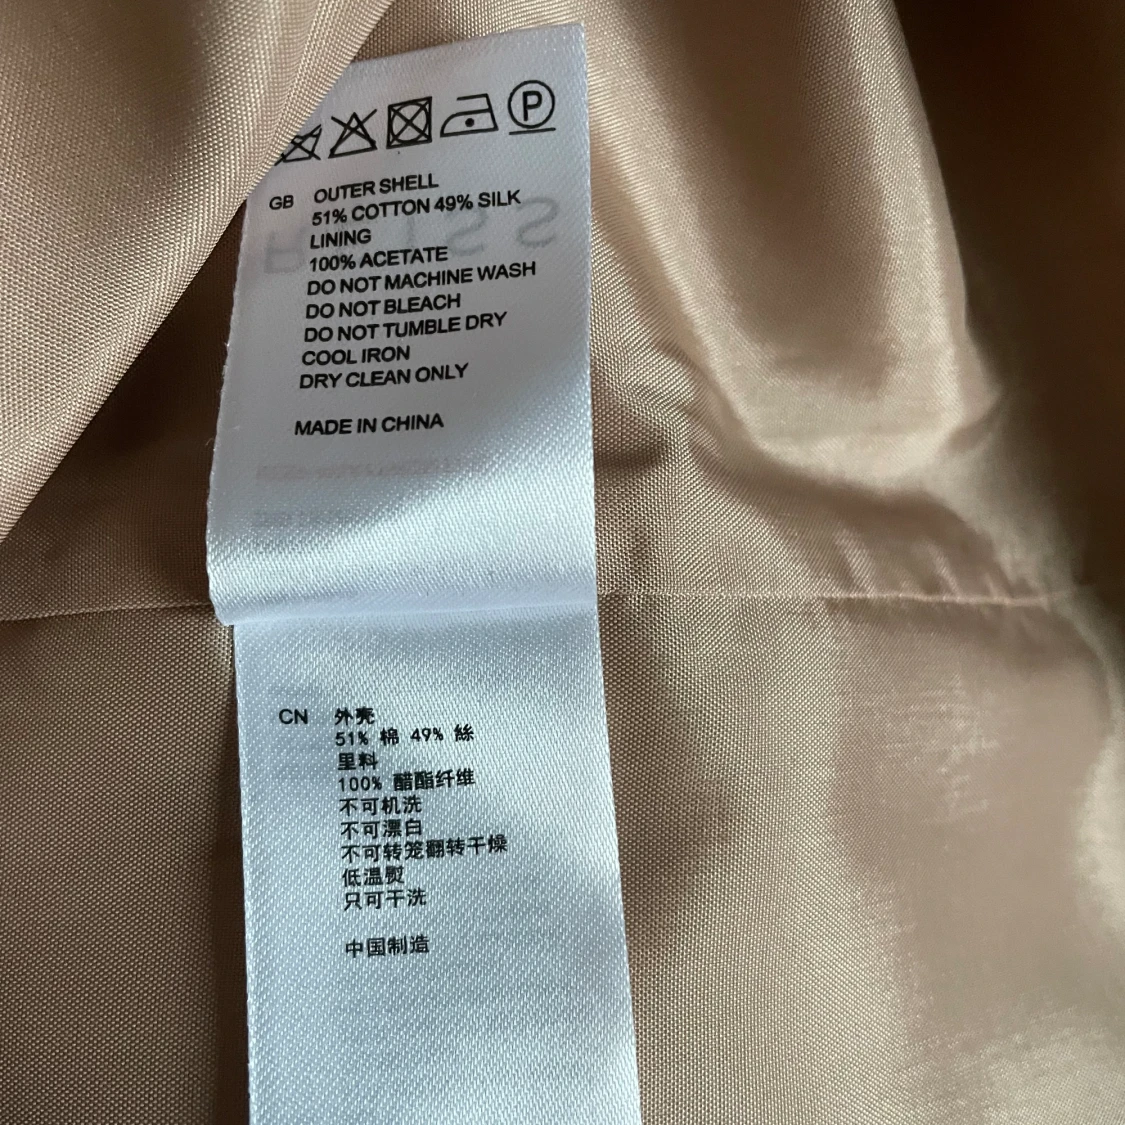 P
GB OUTER SHELL
51% COTTON 49% SILK
LINING
100% ACETATE
DO NOT MACHINE WASH
DO NOT BLEACH
DO NOT TUMBLE DRY
COOL IRON
DRY CLEAN ONLY
MADE IN CHINA
CN 外壳
51% 棉 49% 絲
里料
100% 醋酯纤维
不可机洗
不可漂白
不可转笼翻转干燥
低温熨
只可干洗
中国制造